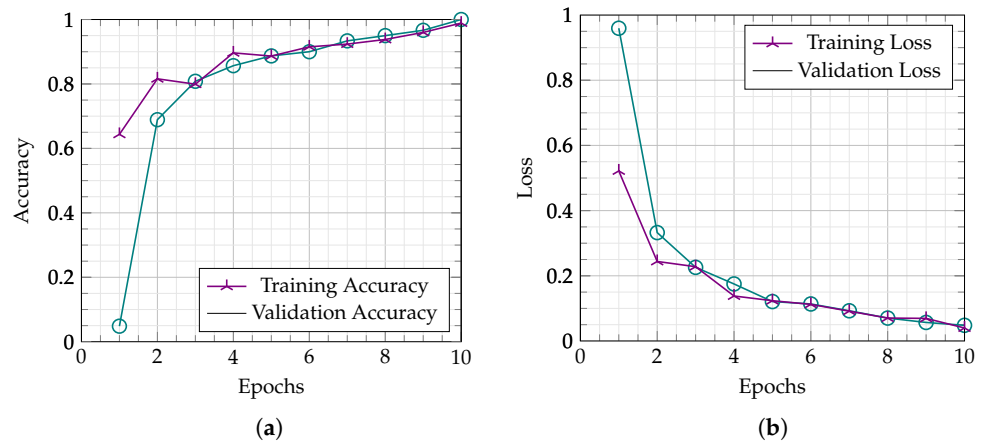 1
0.8
0.6
0.4
0.2
0
0 2 4 6 8 10
Accuracy
Epochs
Training Accuracy
Validation Accuracy
(a)
1
0.8
0.6
0.4
0.2
0
0 2 4 6 8 10
Loss
Epochs
Training Loss
Validation Loss
(b)